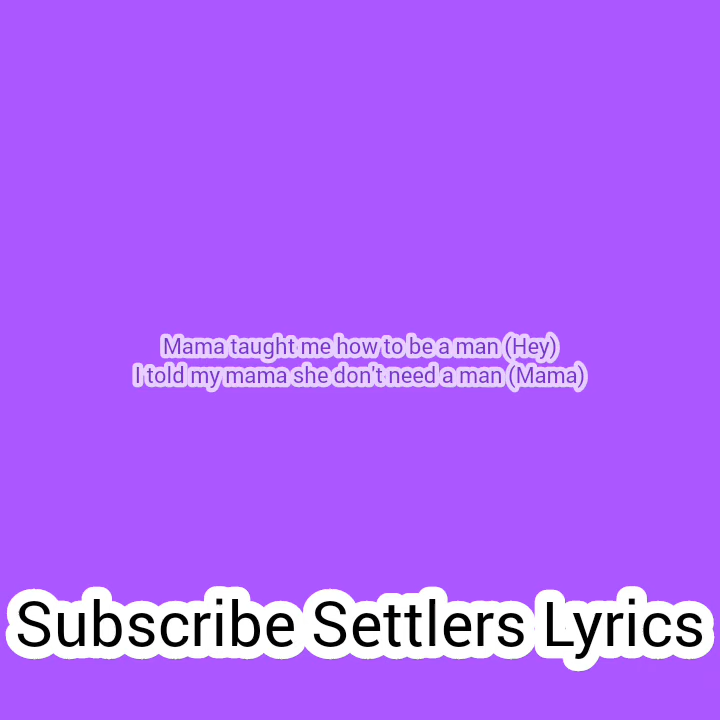 Mama taught me how to be a man (Hey)
I told my mama she don't need a man (Mama)
Subscribe Settlers Lyrics